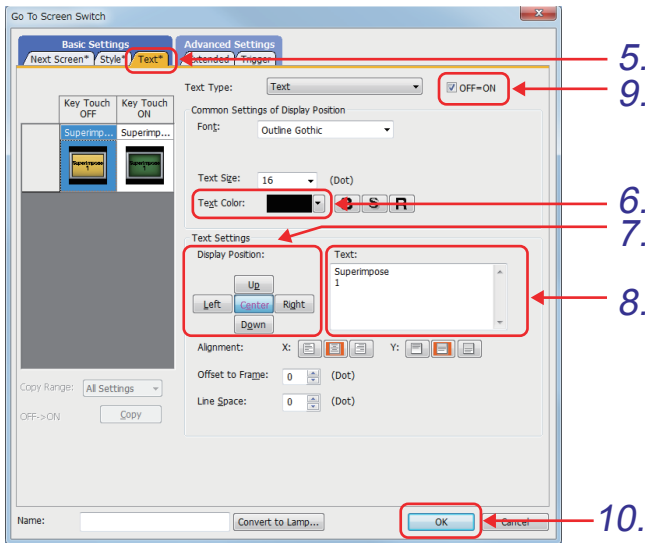 Go To Screen Switch
Basic Settings Advanced Settings
Next Screen* Style* Text* Extended Trigger
5.
Text Type: Text OFF=ON
9.
Key Touch OFF Key Touch ON
Common Settings of Display Position
Font: Outline Gothic
Superimp... Superimp...
Superimpose
1
Superimpose
1
Text Size: 16 (Dot)
Text Color: B S R
6.
Text Settings
7.
Display Position: Text:
Superimpose
1
Up
Left Center Right
Down
8.
Alignment: X: Y:
Offset to Frame: 0 (Dot)
Copy Range: All Settings
Line Space: 0 (Dot)
OFF->ON Copy
Name: Convert to Lamp... OK Cancel
10.